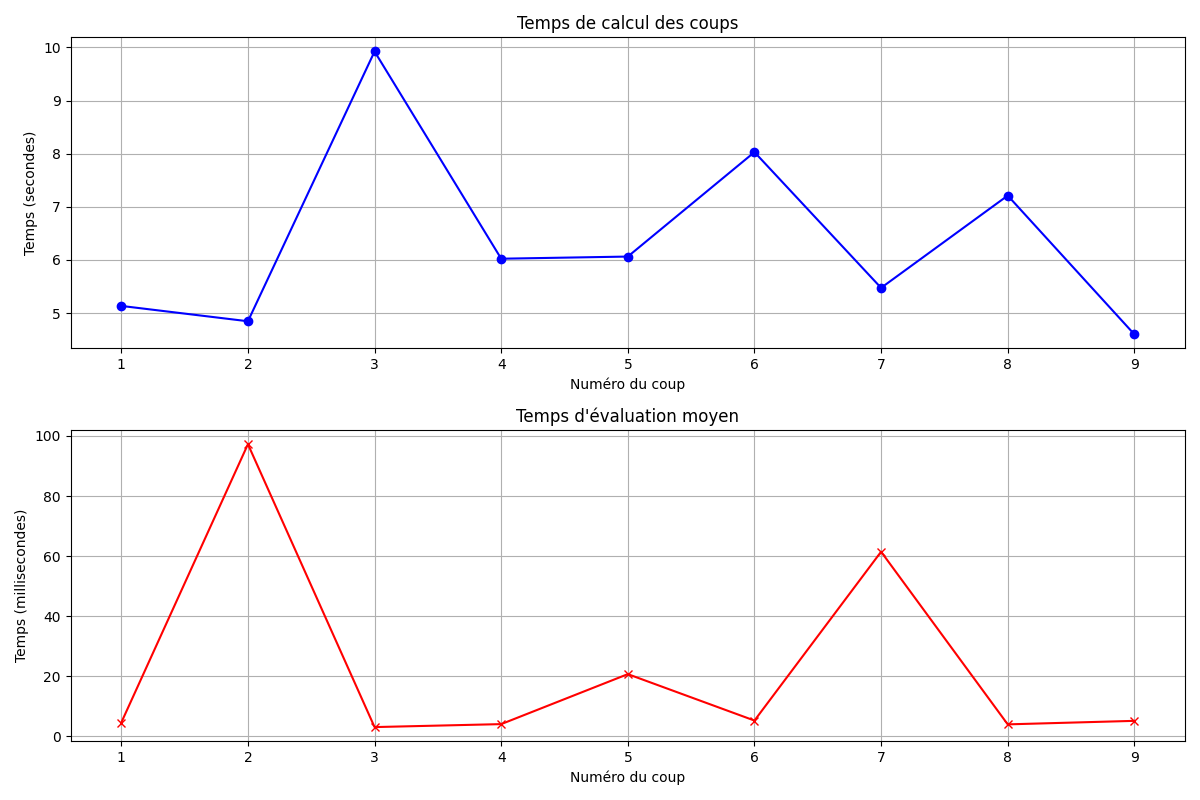 Temps de calcul des coups
10
9
8
7
6
5
Temps (secondes)
1 2 3 4 5 6 7 8 9
Numéro du coup
Temps d'évaluation moyen
100
80
60
40
20
0
Temps (millisecondes)
1 2 3 4 5 6 7 8 9
Numéro du coup